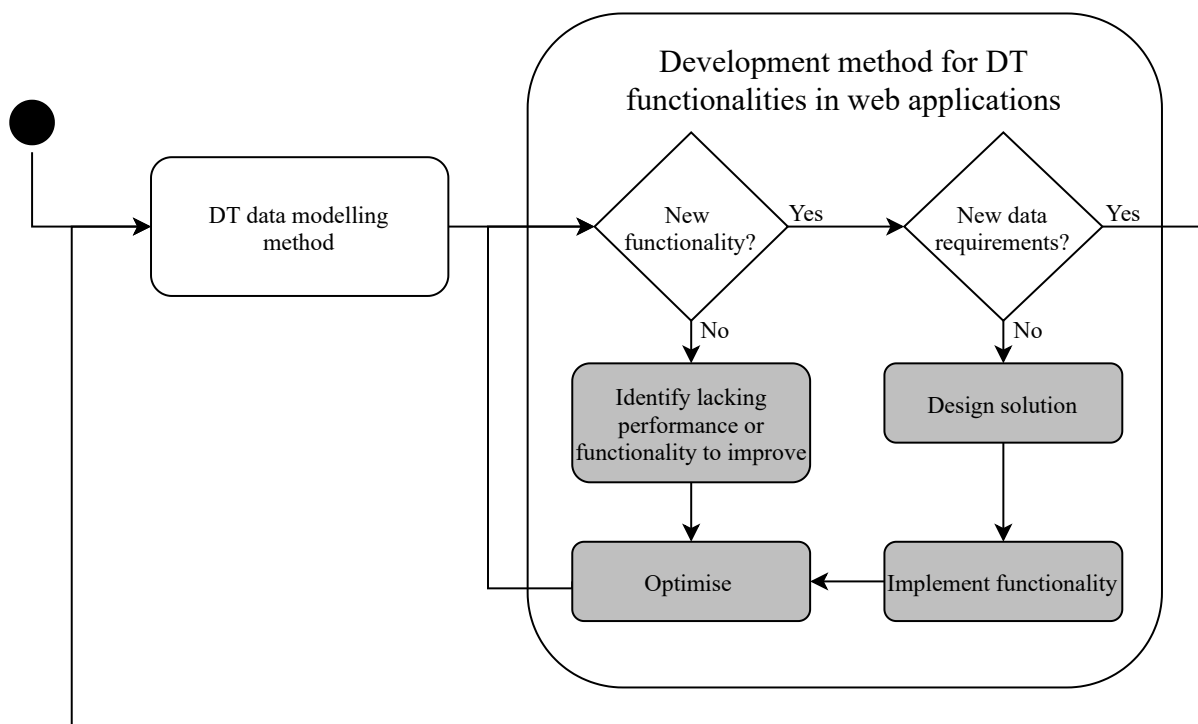 Development method for DT
functionalities in web applications
DT data modelling
method
New
functionality?
Yes
New data
requirements?
Yes
No
No
Identify lacking
performance or
functionality to improve
Design solution
Optimise
Implement functionality